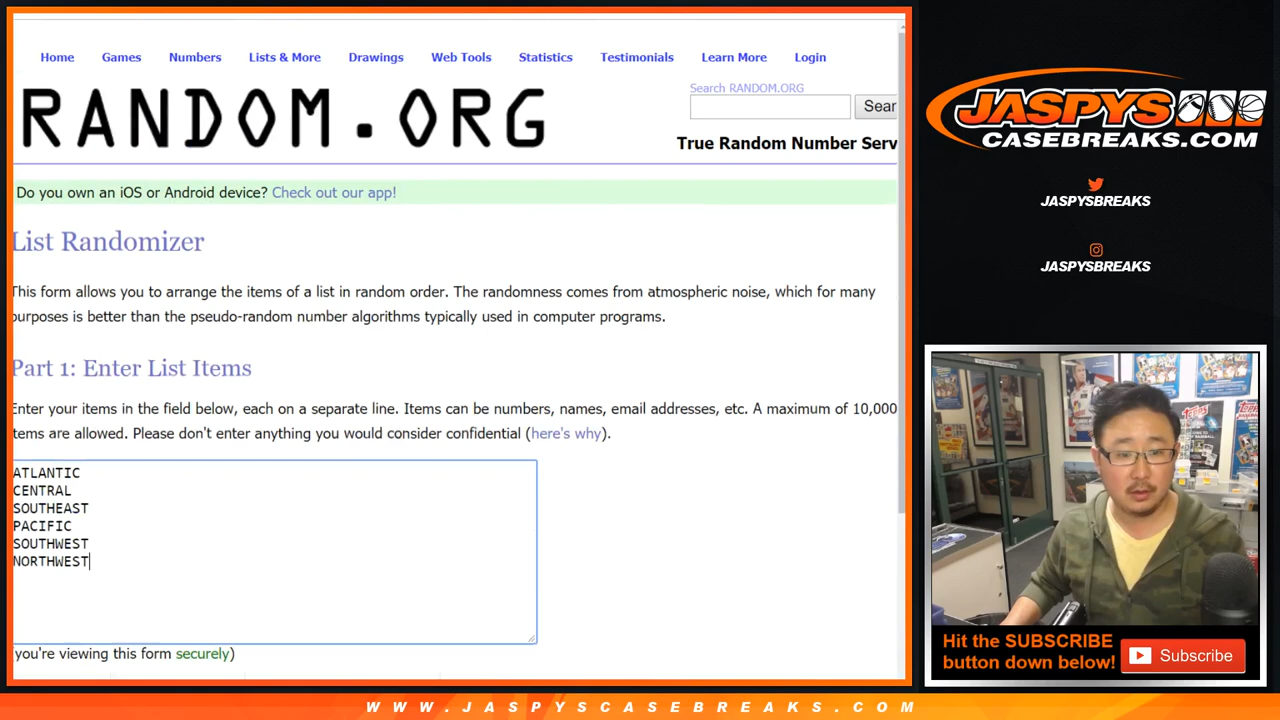 Home Games Numbers Lists & More Drawings Web Tools Statistics Testimonials Learn More Login
Search RANDOM.ORG
RANDOM.ORG
Sear
True Random Number Serv
Do you own an iOS or Android device? Check out our app!
List Randomizer
This form allows you to arrange the items of a list in random order. The randomness comes from atmospheric noise, which for many
purposes is better than the pseudo-random number algorithms typically used in computer programs.
Part 1: Enter List Items
Enter your items in the field below, each on a separate line. Items can be numbers, names, email addresses, etc. A maximum of 10,000
items are allowed. Please don't enter anything you would consider confidential (here's why).
ATLANTIC
CENTRAL
SOUTHEAST
PACIFIC
SOUTHWEST
NORTHWEST
you're viewing this form securely)
JASPYS
CASEBREAKS.COM
JASPYSBREAKS
JASPYSBREAKS
Topps
Hit the SUBSCRIBE
button down below!
Subscribe
WWW.JASPYSCASEBREAKS.COM